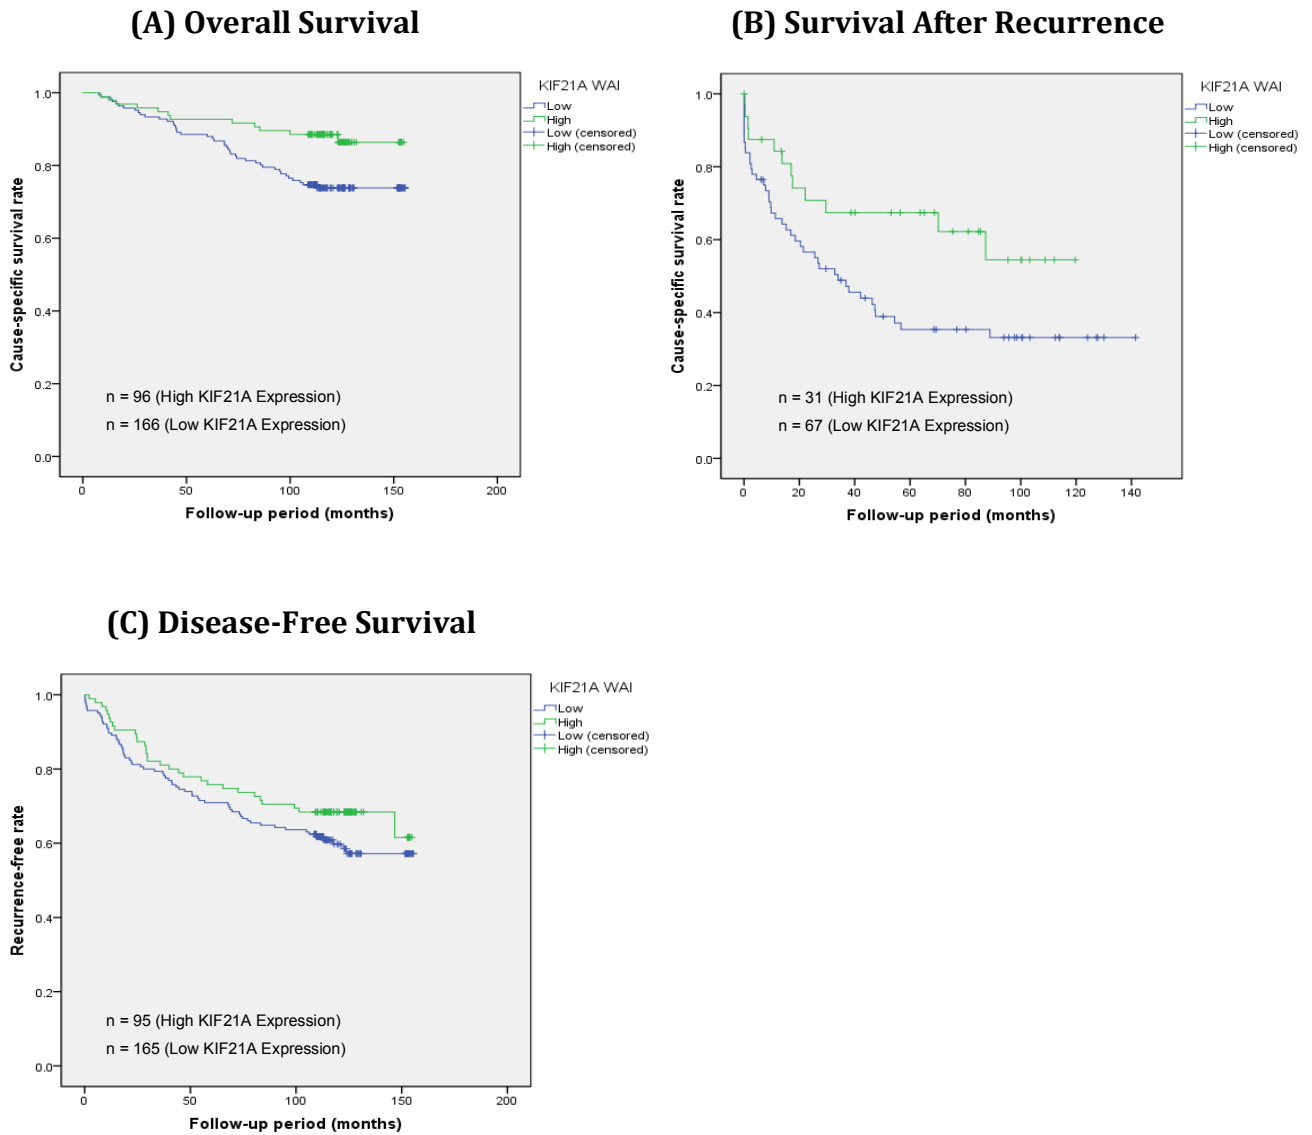 (A) Overall Survival
KIF21A WAI
Low
High
Low (censored)
High (censored)
Cause-specific survival rate
1.0
0.8
0.6
0.4
0.2
0.0
n = 96 (High KIF21A Expression)
n = 166 (Low KIF21A Expression)
0 50 100 150 200
Follow-up period (months)
(B) Survival After Recurrence
KIF21A WAI
Low
High
Low (censored)
High (censored)
Cause-specific survival rate
1.0
0.8
0.6
0.4
0.2
0.0
n = 31 (High KIF21A Expression)
n = 67 (Low KIF21A Expression)
0 20 40 60 80 100 120 140
Follow-up period (months)
(C) Disease-Free Survival
KIF21A WAI
Low
High
Low (censored)
High (censored)
Recurrence-free rate
1.0
0.8
0.6
0.4
0.2
0.0
n = 95 (High KIF21A Expression)
n = 165 (Low KIF21A Expression)
0 50 100 150 200
Follow-up period (months)